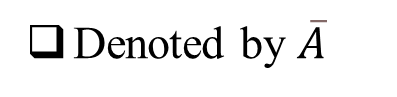 ❑ Denoted by A̅